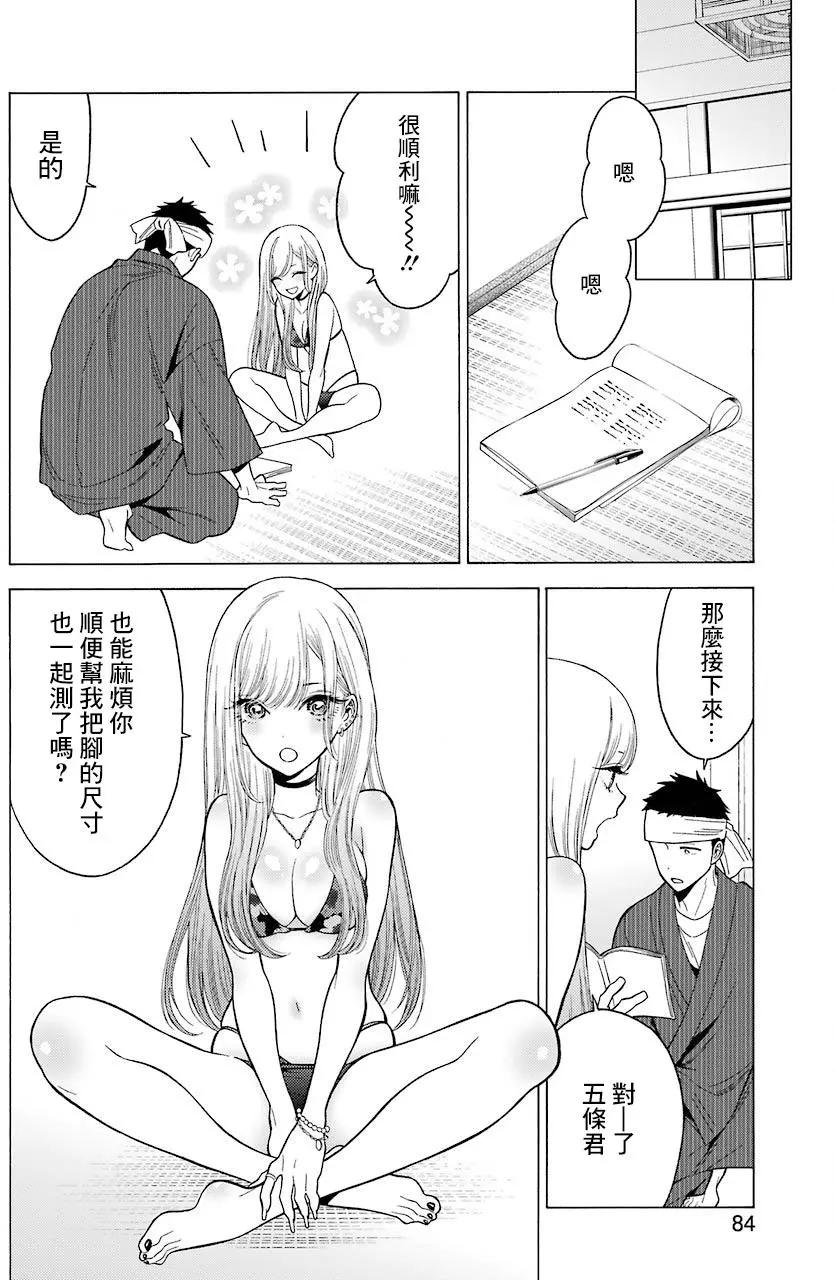 嗯
嗯
很順利嘛~~~!!
是的
那麼接下來…
對—了
五條君
也能麻煩你
順便幫我把腳的尺寸
也一起測了嗎?
84